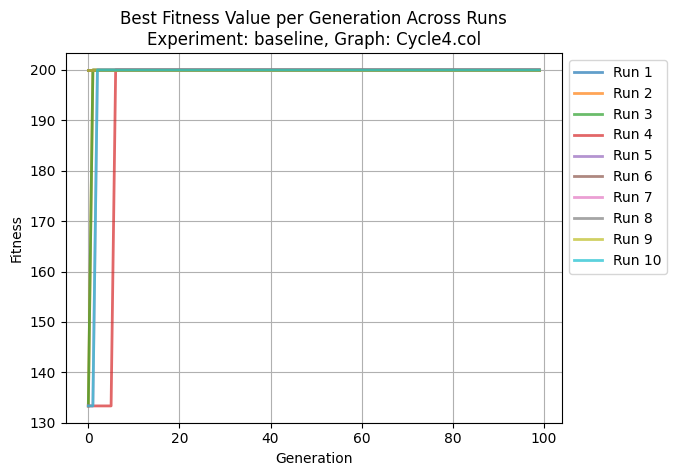 Best Fitness Value per Generation Across Runs
Experiment: baseline, Graph: Cycle4.col
Fitness
200
190
180
170
160
150
140
130
0
20
40
60
80
100
Generation
Run 1
Run 2
Run 3
Run 4
Run 5
Run 6
Run 7
Run 8
Run 9
Run 10